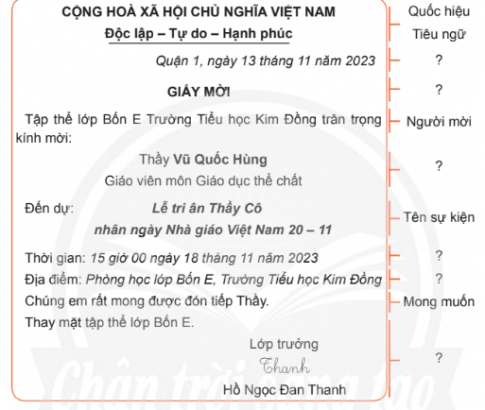 CỘNG HOÀ XÃ HỘI CHỦ NGHĨA VIỆT NAM
Quốc hiệu
Độc lập – Tự do – Hạnh phúc
Tiêu ngữ
Quận 1, ngày 13 tháng 11 năm 2023
?
GIẤY MỜI
?
Tập thể lớp Bốn E Trường Tiểu học Kim Đồng trân trọng
Người mời
kính mời:
Thầy Vũ Quốc Hùng
?
Giáo viên môn Giáo dục thể chất
Đến dự: Lễ tri ân Thầy Cô
Tên sự kiện
nhân ngày Nhà giáo Việt Nam 20 – 11
Thời gian: 15 giờ 00 ngày 18 tháng 11 năm 2023
?
Địa điểm: Phòng học lớp Bốn E, Trường Tiểu học Kim Đồng
?
Chúng em rất mong được đón tiếp Thầy.
Mong muốn
Thay mặt tập thể lớp Bốn E.
Lớp trưởng
Thanh
?
Hồ Ngọc Đan Thanh
Chân trời sáng tạo